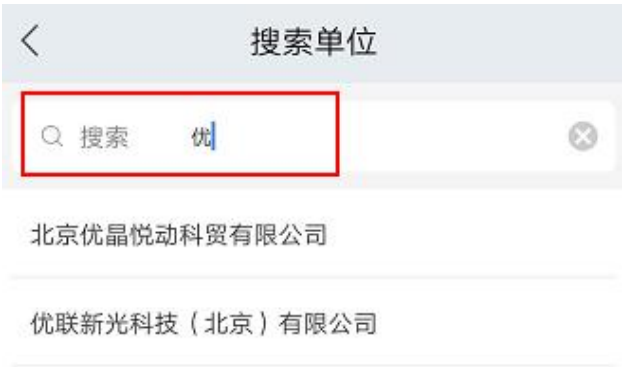 搜索单位
搜索 优
北京优晶悦动科贸有限公司
优联新光科技（北京）有限公司